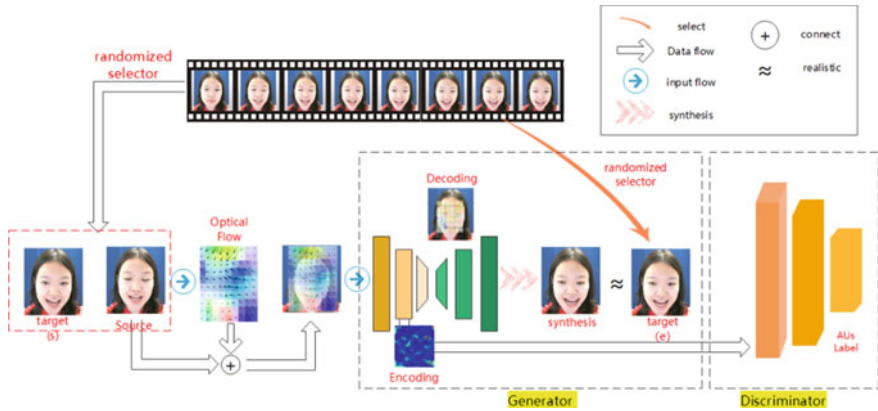 randomized
selector
select
Data flow
input flow
synthesis
+
connect
≈
realistic
randomized
selector
Decoding
Optical
Flow
target
(s)
Source
+
Encoding
synthesis
≈
target
(e)
AUs
Label
Generator
Discriminator